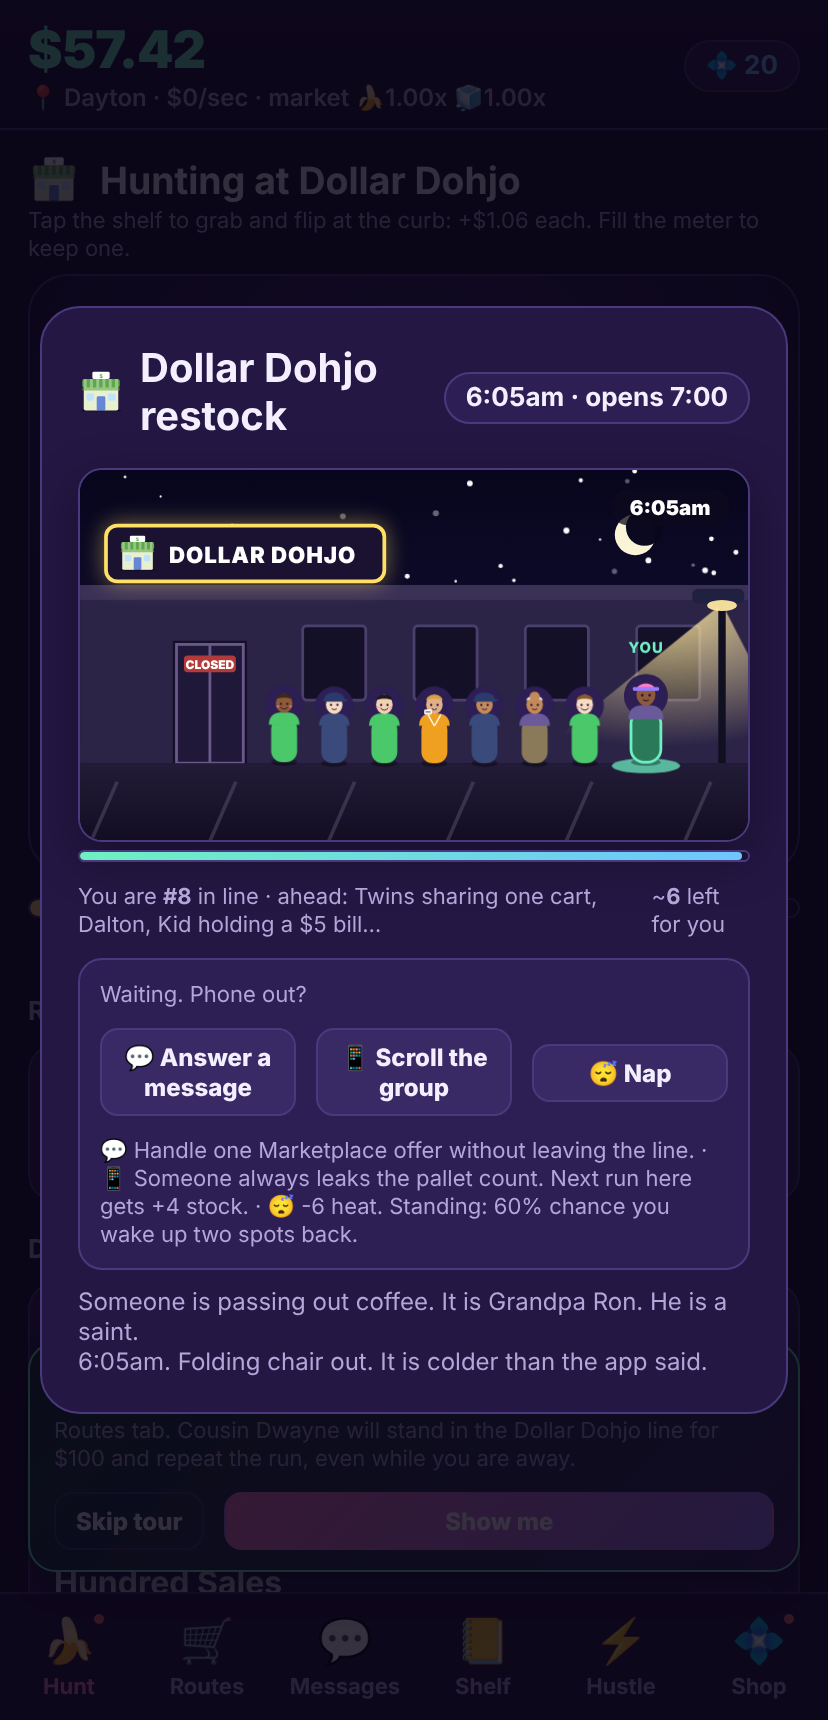 $57.42
📍 Dayton · $0/sec · market 🍌1.00x 🧊1.00x
💠 20
Hunting at Dollar Dohjo
Tap the shelf to grab and flip at the curb: +$1.06 each. Fill the meter to
keep one.
Dollar Dohjo
restock
6:05am · opens 7:00
6:05am
DOLLAR DOHJO
CLOSED
YOU
You are #8 in line · ahead: Twins sharing one cart,
Dalton, Kid holding a $5 bill...
~6 left
for you
Waiting. Phone out?
💬 Answer a
message
📱 Scroll the
group
😴 Nap
💬 Handle one Marketplace offer without leaving the line. ·
📱 Someone always leaks the pallet count. Next run here
gets +4 stock. · 😴 -6 heat. Standing: 60% chance you
wake up two spots back.
Someone is passing out coffee. It is Grandpa Ron. He is a
saint.
6:05am. Folding chair out. It is colder than the app said.
Routes tab. Cousin Dwayne will stand in the Dollar Dohjo line for
$100 and repeat the run, even while you are away.
Skip tour
Show me
Hundred Sales
Hunt
Routes
Messages
Shelf
Hustle
Shop